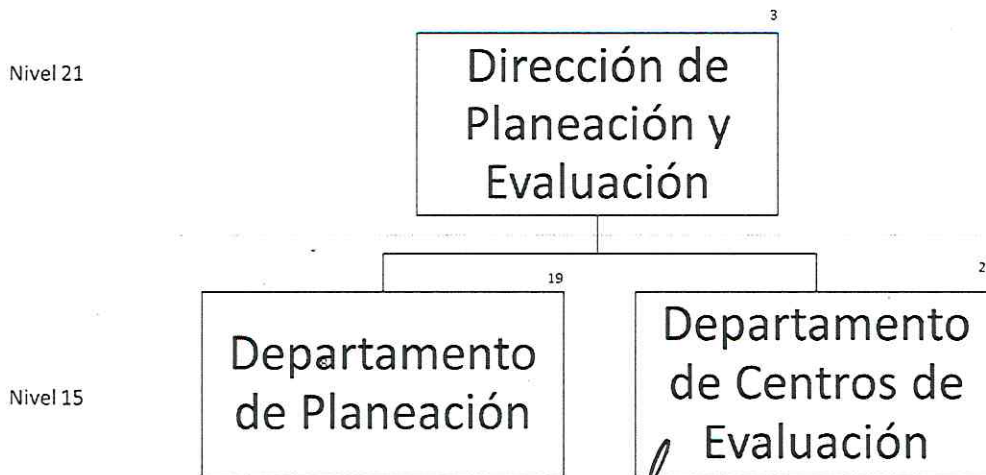 3
Nivel 21
Dirección de
Planeación y
Evaluación
19
2
Departamento
de Planeación
Departamento
de Centros de
Evaluación
Nivel 15